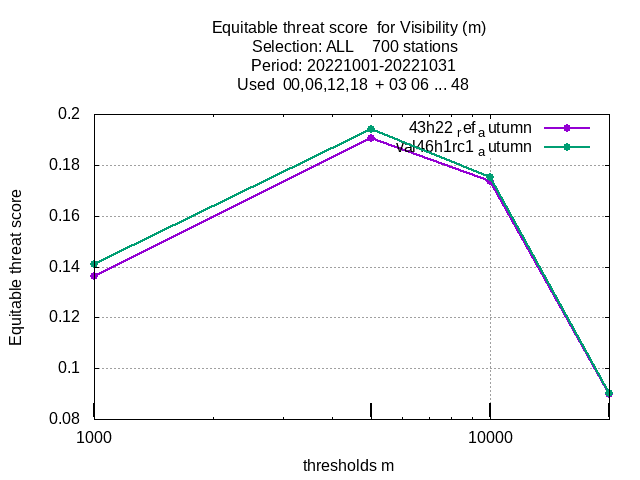 Equitable threat score  for Visibility (m)
Selection: ALL    700 stations
Period: 20221001-20221031
Used  00,06,12,18  + 03 06 ... 48
0.2
43h22 ref autumn
val46h1rc1 autumn
0.18
0.16
0.14
0.12
0.1
0.08
Equitable threat score
1000
10000
thresholds m